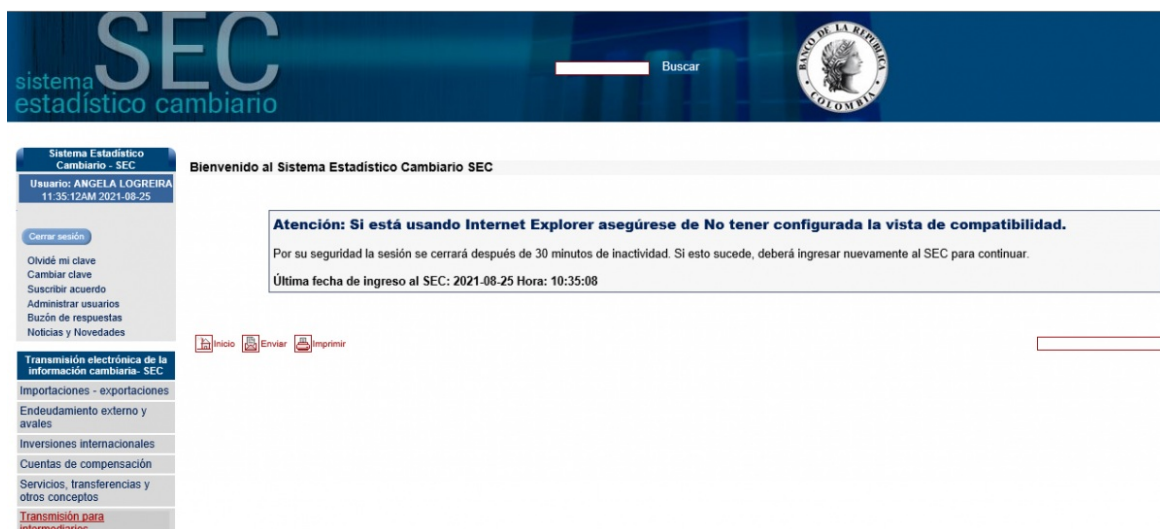 SEC
sistema
estadístico cambiario
Buscar
BANCO DE LA REPÚBLICA
COLOMBIA
Sistema Estadístico
Cambiario - SEC
Usuario: ANGELA LOGREIRA
11:35:12AM 2021-08-25
Cerrar sesión
Olvidé mi clave
Cambiar clave
Suscribir acuerdo
Administrar usuarios
Buzón de respuestas
Noticias y Novedades
Transmisión electrónica de la
información cambiaria- SEC
Importaciones - exportaciones
Endeudamiento externo y
avales
Inversiones internacionales
Cuentas de compensación
Servicios, transferencias y
otros conceptos
Transmisión para
intermediarios
Bienvenido al Sistema Estadístico Cambiario SEC
Atención: Si está usando Internet Explorer asegúrese de No tener configurada la vista de compatibilidad.
Por su seguridad la sesión se cerrará después de 30 minutos de inactividad. Si esto sucede, deberá ingresar nuevamente al SEC para continuar.
Última fecha de ingreso al SEC: 2021-08-25 Hora: 10:35:08
Inicio Enviar Imprimir